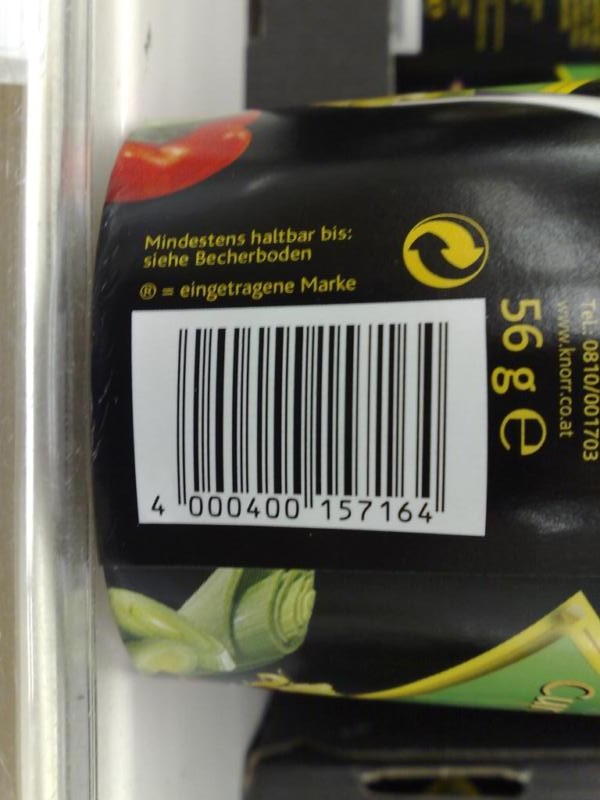 Mindestens haltbar bis:
siehe Becherboden
® = eingetragene Marke
4 000400 157164
56 g e
www.knorr.co.at
Tel.: 0810/001703